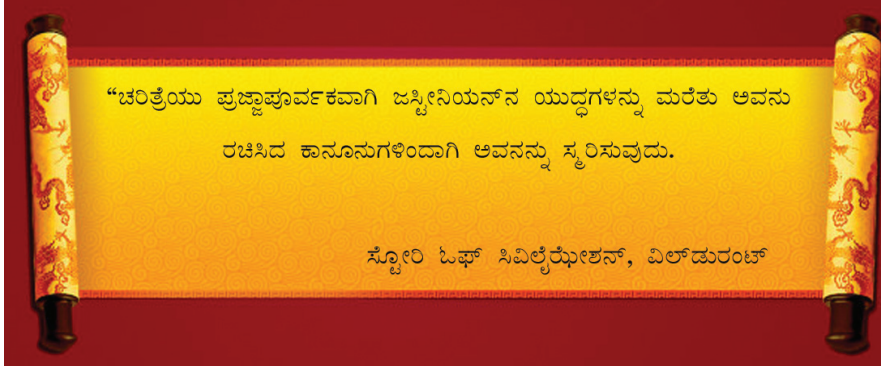 “ಚರಿತ್ರೆಯು ಪ್ರಜ್ಞಾಪೂರ್ವಕವಾಗಿ ಜಸ್ಟೀನಿಯನ್‌ನ ಯುದ್ಧಗಳನ್ನು ಮರೆತು ಅವನು
ರಚಿಸಿದ ಕಾನೂನುಗಳಿಂದಾಗಿ ಅವನನ್ನು ಸ್ಮರಿಸುವುದು.
ಸ್ಟೋರಿ ಓಫ್ ಸಿವಿಲೈಝೇಶನ್, ವಿಲ್‌ಡುರಂಟ್